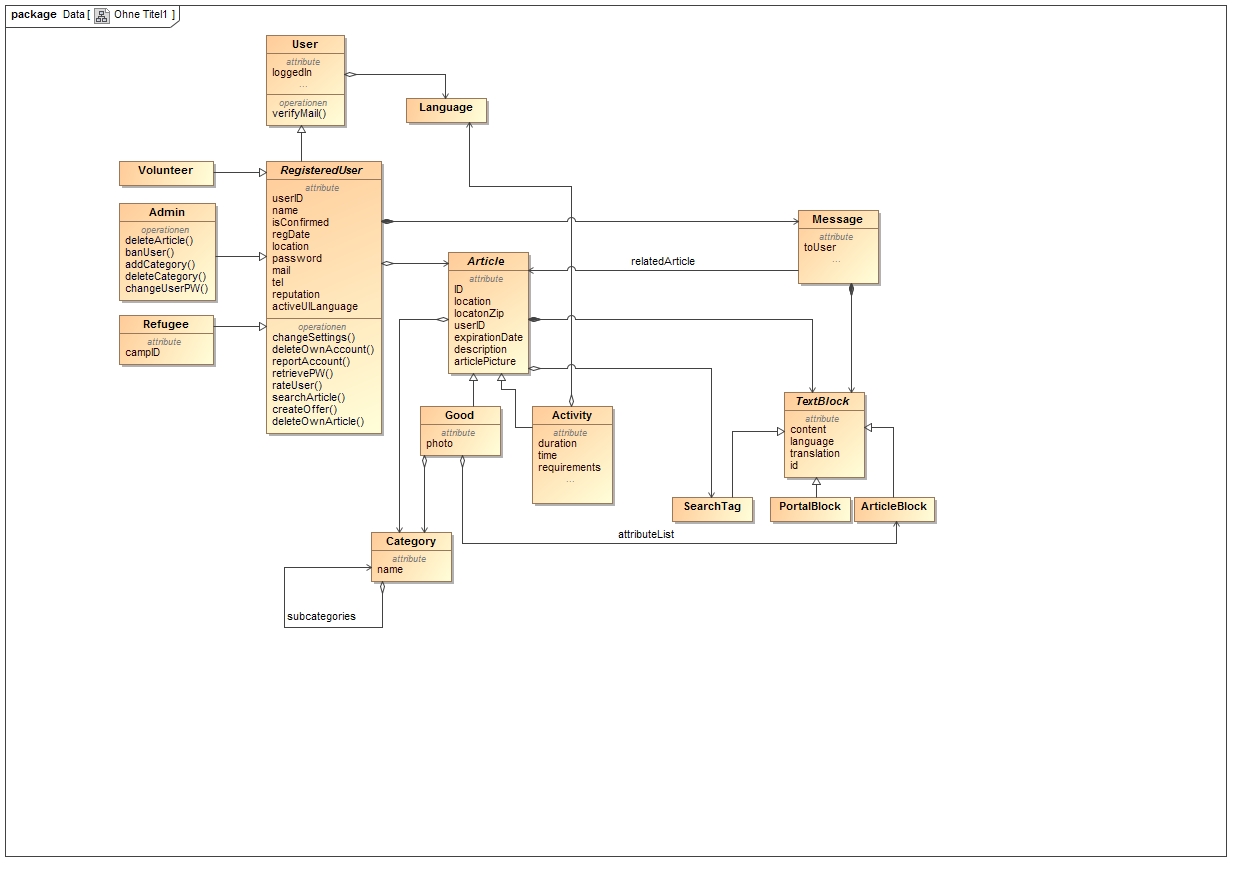 package Data [ Ohne Titel1 ]
User
attribute
loggedIn
...
operationen
verifyMail()
Language
Volunteer
Admin
operationen
deleteArticle()
banUser()
addCategory()
deleteCategory()
changeUserPW()
Refugee
attribute
campID
RegisteredUser
attribute
userID
name
isConfirmed
regDate
location
password
mail
tel
reputation
activeUILanguage
operationen
changeSettings()
deleteOwnAccount()
reportAccount()
retrievePW()
rateUser()
searchArticle()
createOffer()
deleteOwnArticle()
Message
attribute
toUser
...
relatedArticle
Article
attribute
ID
location
locatonZip
userID
expirationDate
description
articlePicture
Good
attribute
photo
Activity
attribute
duration
time
requirements
...
TextBlock
attribute
content
language
translation
id
SearchTag
PortalBlock
ArticleBlock
attributeList
Category
attribute
name
subcategories